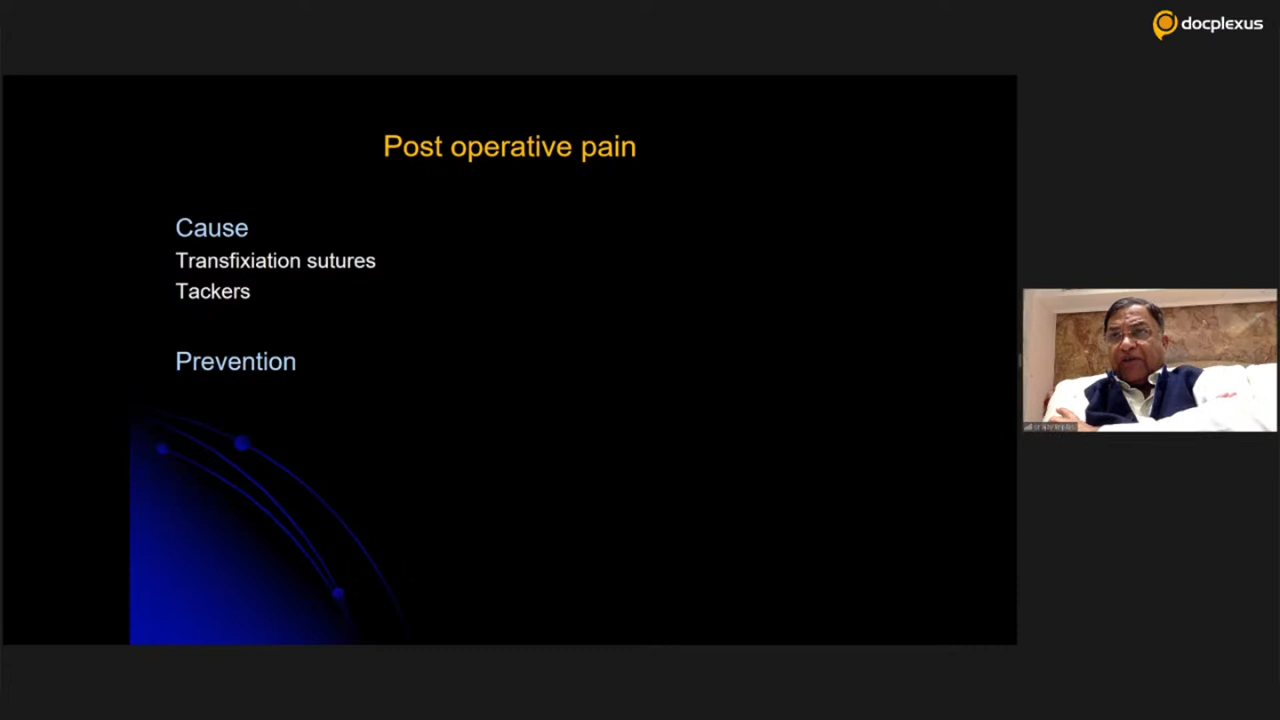 docplexus
Post operative pain
Cause
Transfixiation sutures
Tackers
Prevention